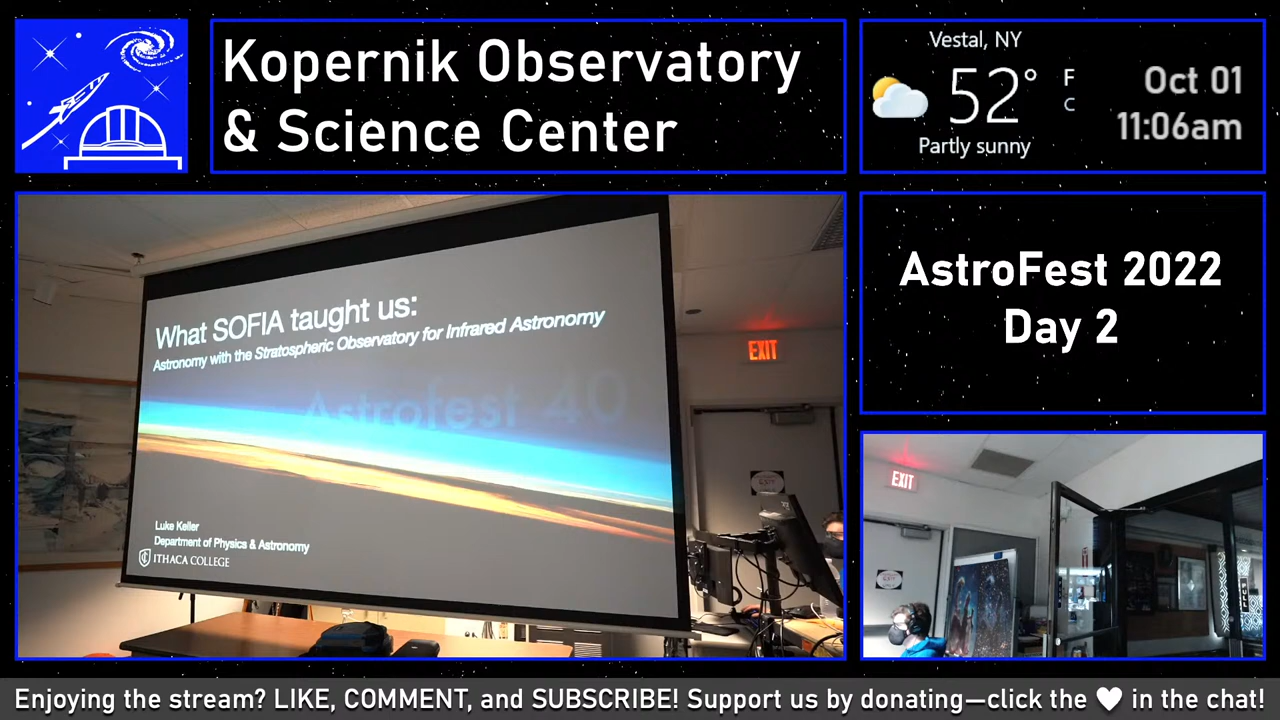 Kopernik Observatory
& Science Center
Vestal, NY
52° F
C
Partly sunny
Oct 01
11:06am
What SOFIA taught us:
Astronomy with the Stratospheric Observatory for Infrared Astronomy
Astrofest 40
Luke Keller
Department of Physics & Astronomy
ITHACA COLLEGE
EXIT
AstroFest 2022
Day 2
EXIT
Enjoying the stream? LIKE, COMMENT, and SUBSCRIBE! Support us by donating—click the ♥ in the chat!